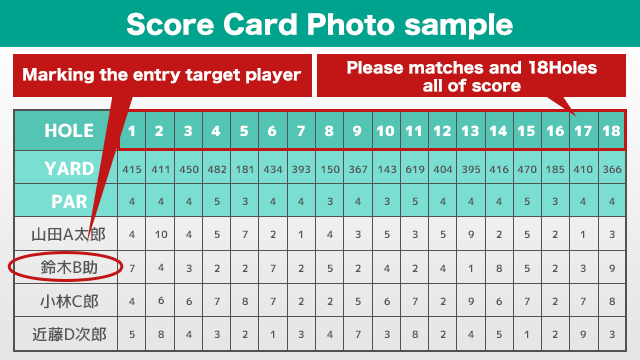 Score Card Photo sample
Marking the entry target player
Please matches and 18Holes
all of score
HOLE 1 2 3 4 5 6 7 8 9 10 11 12 13 14 15 16 17 18
YARD 415 411 450 482 181 434 393 150 367 143 619 404 395 416 470 185 410 366
PAR 4 4 4 5 3 4 4 3 4 3 5 4 4 4 5 3 4 4
山田A太郎 4 10 4 5 7 2 1 4 3 5 3 5 9 2 5 2 1 3
鈴木B助 7 4 3 2 2 7 2 5 2 4 2 4 1 8 5 2 3 9
小林C郎 4 6 6 7 8 7 2 2 5 6 7 2 9 6 7 2 7 8
近藤D次郎 5 8 4 3 2 1 3 4 7 3 8 2 4 5 1 2 9 3